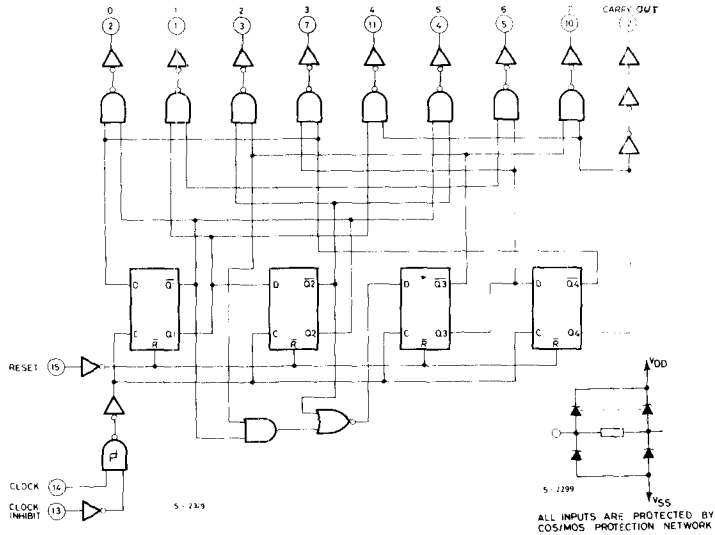 0 1 2 3 4 5 6 7 CARRY OUT
2 1 3 7 11 4 5 10
D Q̅ D Q̅2 D Q̅3 D Q̅4
C Q1 C Q2 C Q3 C Q4
R̅ R̅ R̅ R̅
RESET 15
VDD
CLOCK 14
CLOCK INHIBIT 13
S-2299
VSS
ALL INPUTS ARE PROTECTED BY
COS/MOS PROTECTION NETWORK